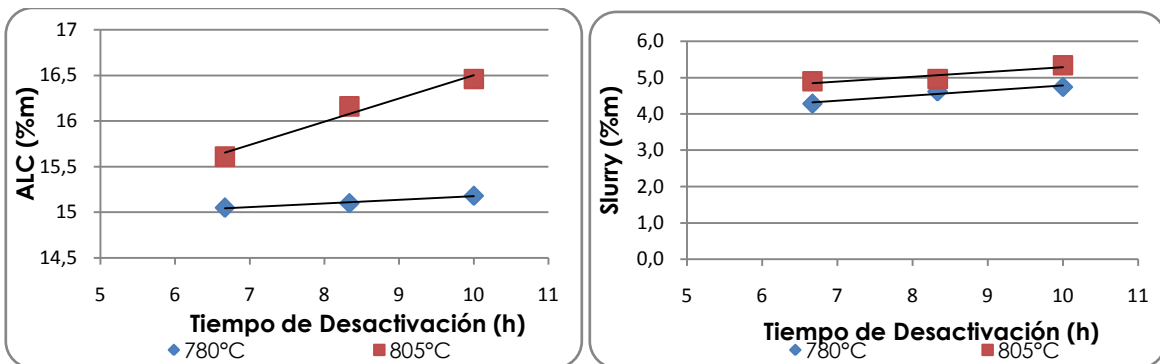 ALC (%m)
17
16,5
16
15,5
15
14,5
5 6 7 8 9 10 11
Tiempo de Desactivación (h)
780°C 805°C
Slurry (%m)
6,0
5,0
4,0
3,0
2,0
1,0
0,0
5 6 7 8 9 10 11
Tiempo de Desactivación (h)
780°C 805°C